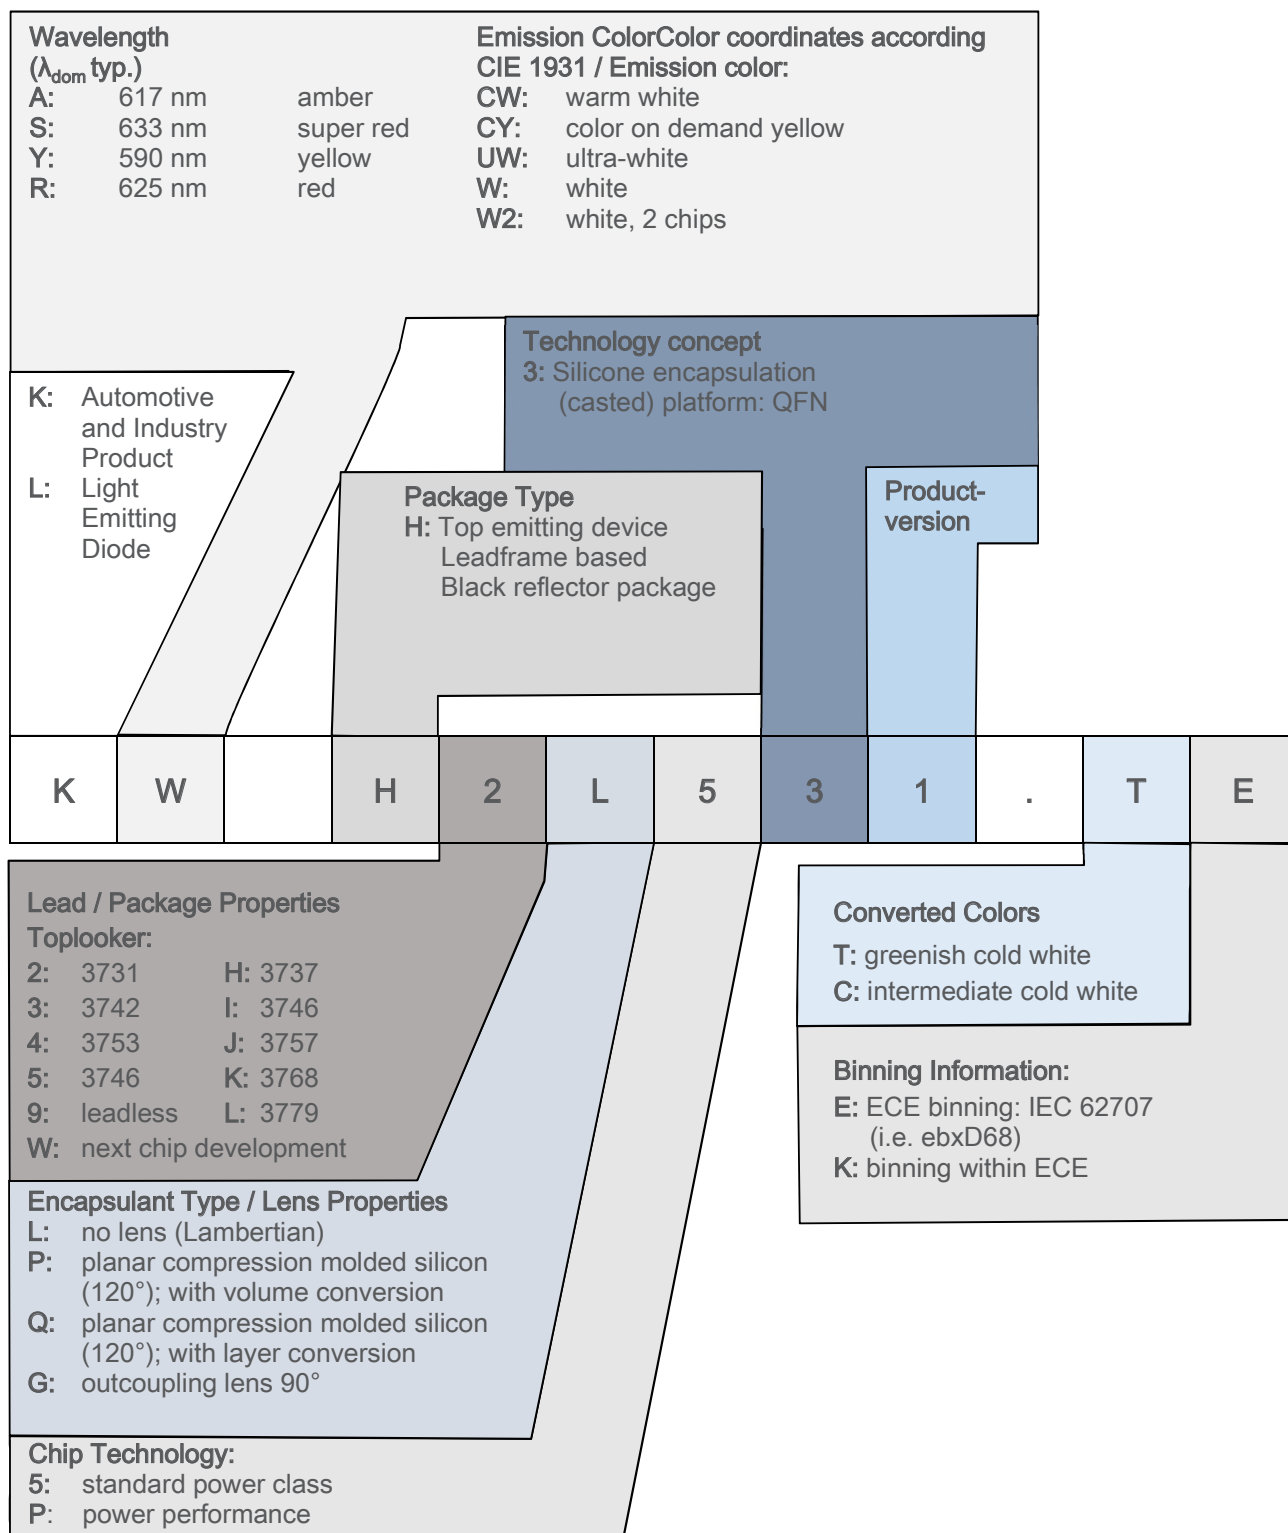 Wavelength
(λdom typ.)
A: 617 nm amber
S: 633 nm super red
Y: 590 nm yellow
R: 625 nm red
Emission ColorColor coordinates according
CIE 1931 / Emission color:
CW: warm white
CY: color on demand yellow
UW: ultra-white
W: white
W2: white, 2 chips
Technology concept
3: Silicone encapsulation
(casted) platform: QFN
K: Automotive
and Industry
Product
L: Light
Emitting
Diode
Package Type
H: Top emitting device
Leadframe based
Black reflector package
Product-
version
K W H 2 L 5 3 1 . T E
Lead / Package Properties
Toplooker:
2: 3731 H: 3737
3: 3742 I: 3746
4: 3753 J: 3757
5: 3746 K: 3768
9: leadless L: 3779
W: next chip development
Converted Colors
T: greenish cold white
C: intermediate cold white
Binning Information:
E: ECE binning: IEC 62707
(i.e. ebxD68)
K: binning within ECE
Encapsulant Type / Lens Properties
L: no lens (Lambertian)
P: planar compression molded silicon
(120°); with volume conversion
Q: planar compression molded silicon
(120°); with layer conversion
G: outcoupling lens 90°
Chip Technology:
5: standard power class
P: power performance